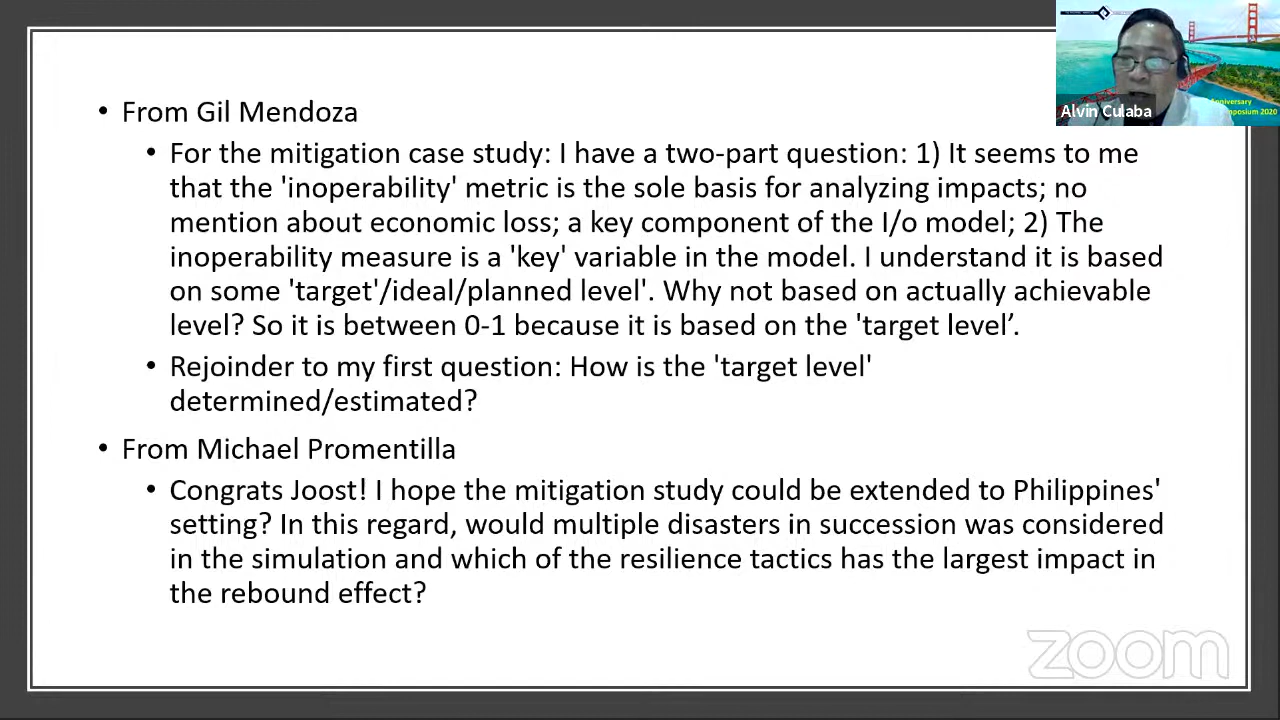 • From Gil Mendoza
• For the mitigation case study: I have a two-part question: 1) It seems to me
that the 'inoperability' metric is the sole basis for analyzing impacts; no
mention about economic loss; a key component of the I/o model; 2) The
inoperability measure is a 'key' variable in the model. I understand it is based
on some 'target'/ideal/planned level'. Why not based on actually achievable
level? So it is between 0-1 because it is based on the 'target level’.
• Rejoinder to my first question: How is the 'target level'
determined/estimated?
• From Michael Promentilla
• Congrats Joost! I hope the mitigation study could be extended to Philippines'
setting? In this regard, would multiple disasters in succession was considered
in the simulation and which of the resilience tactics has the largest impact in
the rebound effect?
Alvin Culaba
2020
zoom